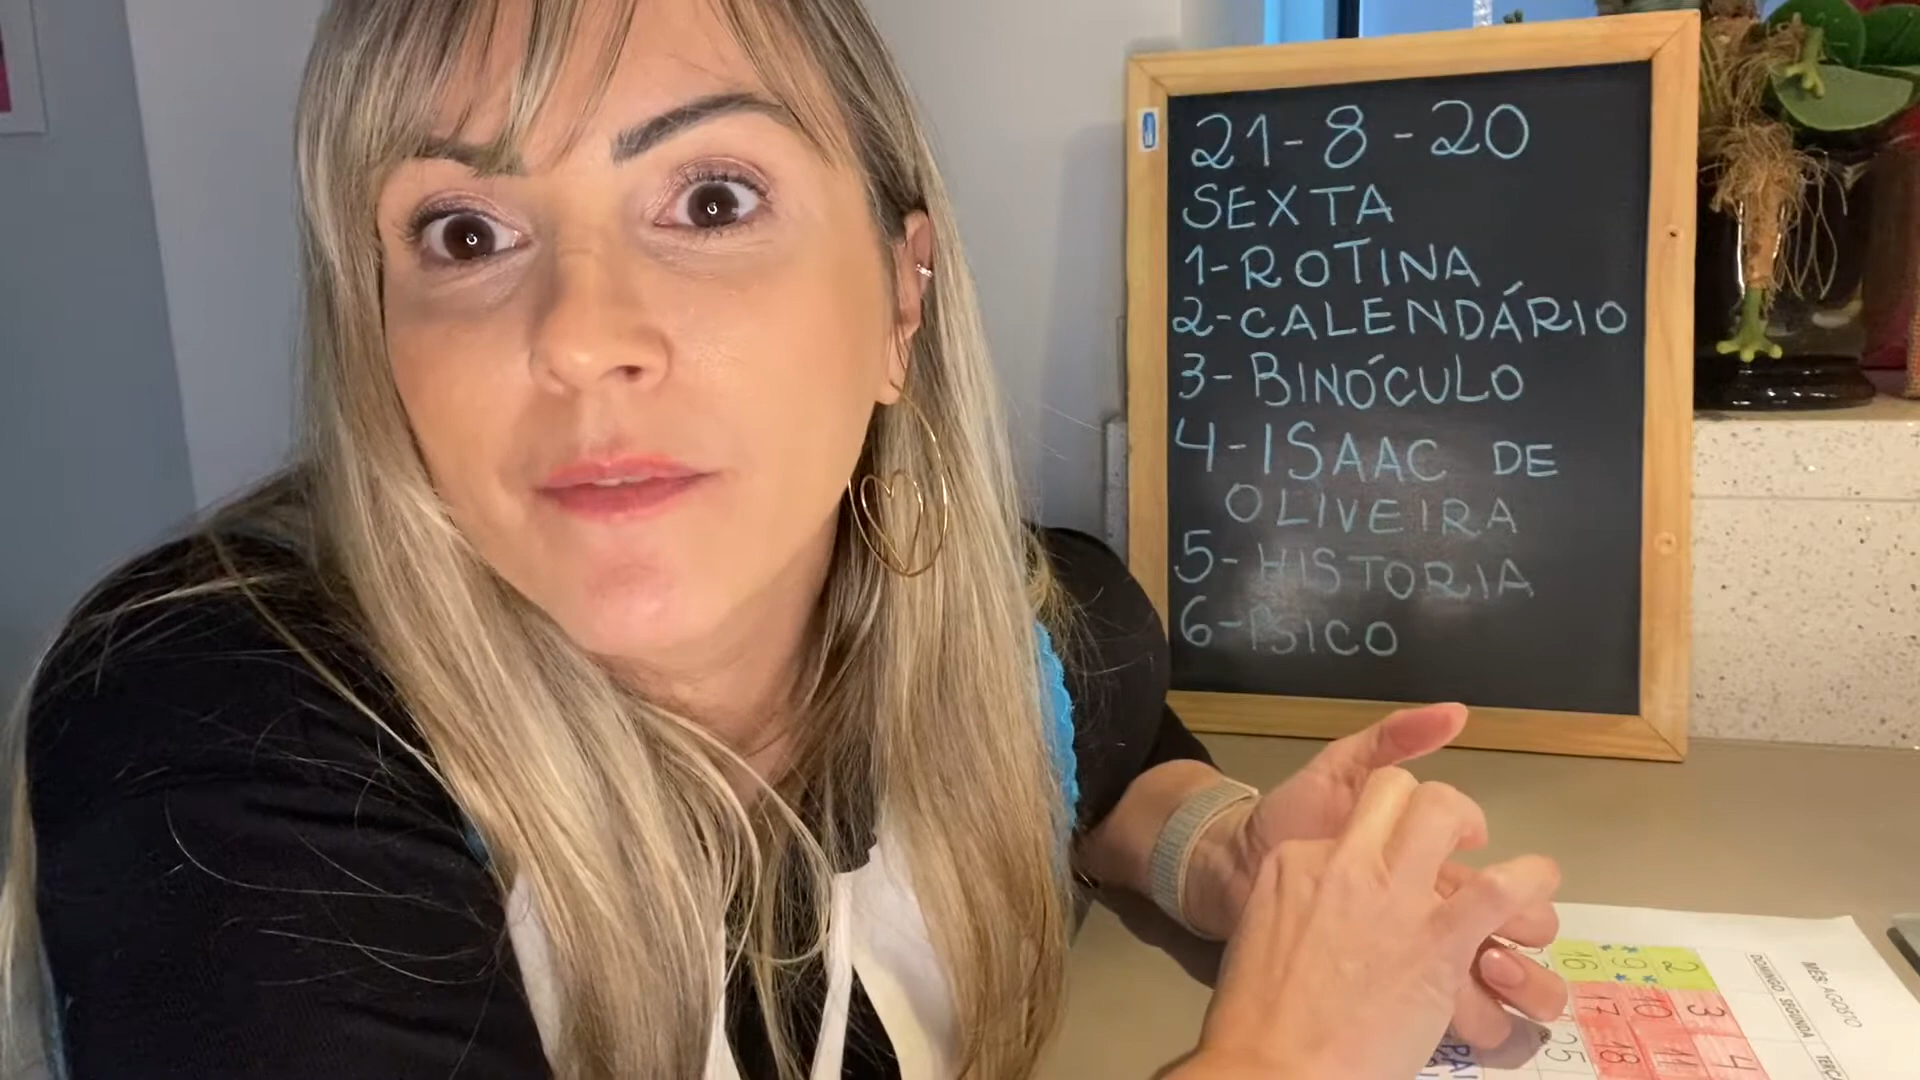 21-8-20
SEXTA
1-ROTINA
2-CALENDÁRIO
3-BINÓCULO
4-ISAAC DE
OLIVEIRA
5-HISTORIA
6-PSICO
MÊS: AGOSTO
DOMINGO SEGUNDA
2 3 4
9 10 11
16 17 18
25